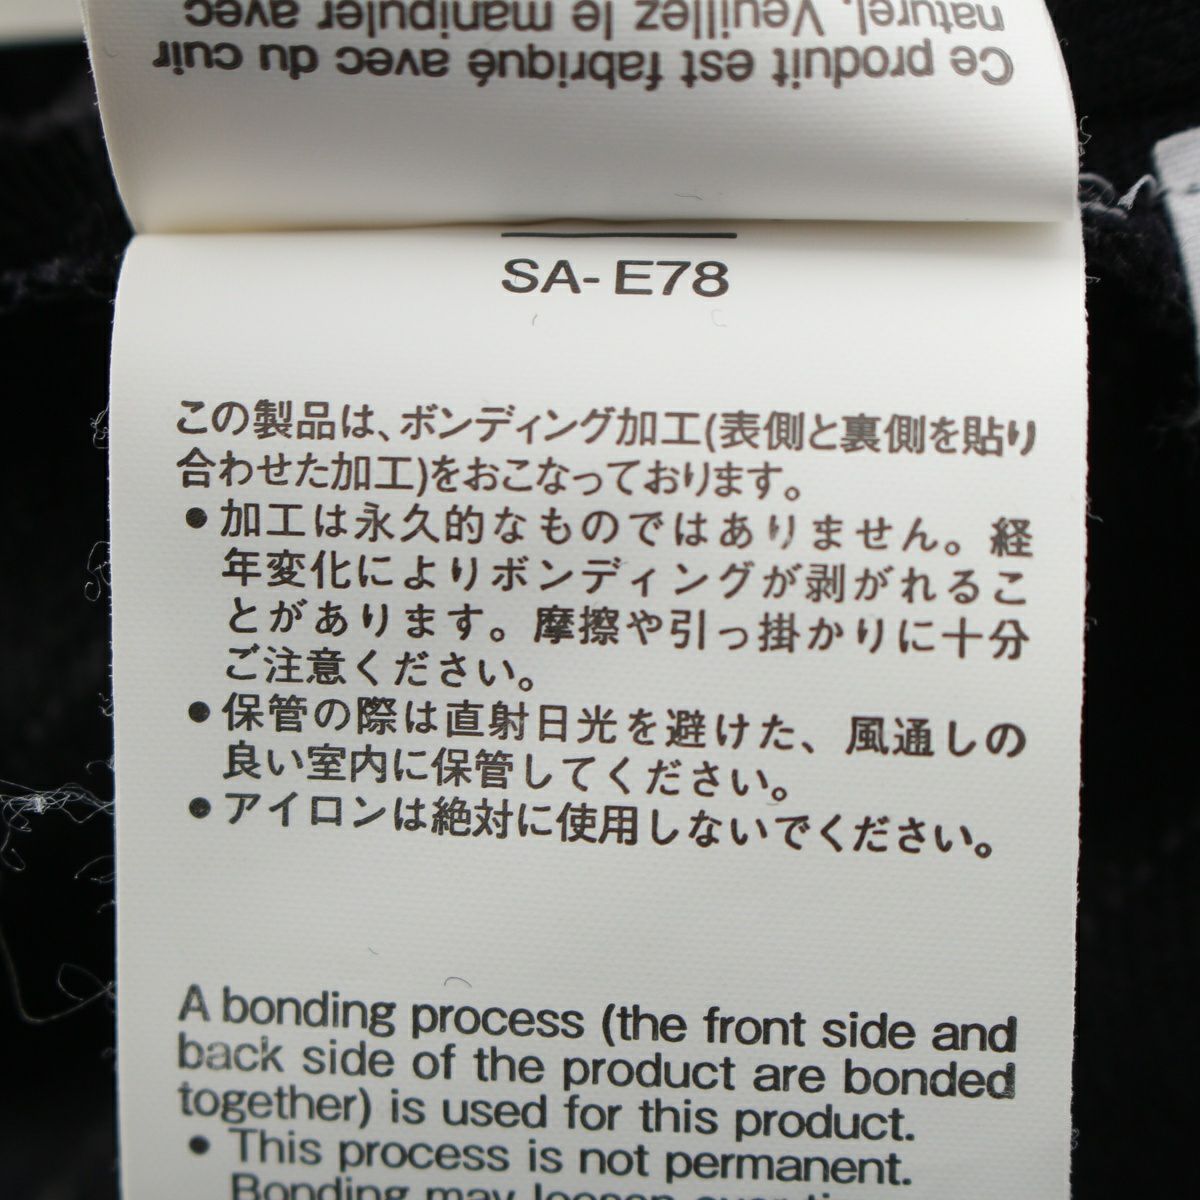 naturel. Veuillez le manipuler avec
Ce produit est fabriqué avec du cuir
SA-E78
この製品は、ボンディング加工(表側と裏側を貼り
合わせた加工)をおこなっております。
●加工は永久的なものではありません。経
年変化によりボンディングが剥がれるこ
とがあります。摩擦や引っ掛かりに十分
ご注意ください。
●保管の際は直射日光を避けた、風通しの
良い室内に保管してください。
●アイロンは絶対に使用しないでください。
A bonding process (the front side and
back side of the product are bonded
together) is used for this product.
● This process is not permanent.
Bonding may loosen over